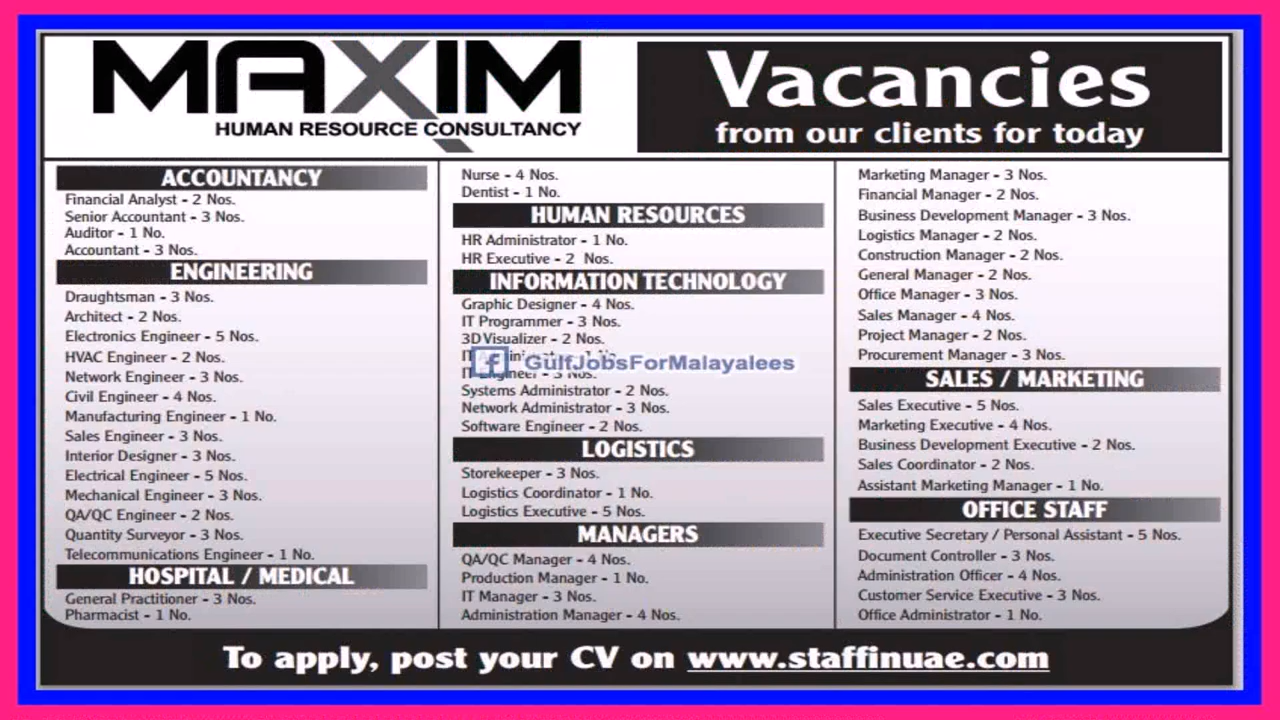 MAXIM
HUMAN RESOURCE CONSULTANCY
Vacancies
from our clients for today
ACCOUNTANCY
Financial Analyst - 2 Nos.
Senior Accountant - 3 Nos.
Auditor - 1 No.
Accountant - 3 Nos.
ENGINEERING
Draughtsman - 3 Nos.
Architect - 2 Nos.
Electronics Engineer - 5 Nos.
HVAC Engineer - 2 Nos.
Network Engineer - 3 Nos.
Civil Engineer - 4 Nos.
Manufacturing Engineer - 1 No.
Sales Engineer - 3 Nos.
Interior Designer - 3 Nos.
Electrical Engineer - 5 Nos.
Mechanical Engineer - 3 Nos.
QA/QC Engineer - 2 Nos.
Quantity Surveyor - 3 Nos.
Telecommunications Engineer - 1 No.
HOSPITAL / MEDICAL
General Practitioner - 3 Nos.
Pharmacist - 1 No.
Nurse - 4 Nos.
Dentist - 1 No.
HUMAN RESOURCES
HR Administrator - 1 No.
HR Executive - 2 Nos.
INFORMATION TECHNOLOGY
Graphic Designer - 4 Nos.
IT Programmer - 3 Nos.
3D Visualizer - 2 Nos.
GulfJobsForMalayalees
IT Engineer - 3 Nos.
Systems Administrator - 2 Nos.
Network Administrator - 3 Nos.
Software Engineer - 2 Nos.
LOGISTICS
Storekeeper - 3 Nos.
Logistics Coordinator - 1 No.
Logistics Executive - 5 Nos.
MANAGERS
QA/QC Manager - 4 Nos.
Production Manager - 1 No.
IT Manager - 3 Nos.
Administration Manager - 4 Nos.
Marketing Manager - 3 Nos.
Financial Manager - 2 Nos.
Business Development Manager - 3 Nos.
Logistics Manager - 2 Nos.
Construction Manager - 2 Nos.
General Manager - 2 Nos.
Office Manager - 3 Nos.
Sales Manager - 4 Nos.
Project Manager - 2 Nos.
Procurement Manager - 3 Nos.
SALES / MARKETING
Sales Executive - 5 Nos.
Marketing Executive - 4 Nos.
Business Development Executive - 2 Nos.
Sales Coordinator - 2 Nos.
Assistant Marketing Manager - 1 No.
OFFICE STAFF
Executive Secretary / Personal Assistant - 5 Nos.
Document Controller - 3 Nos.
Administration Officer - 4 Nos.
Customer Service Executive - 3 Nos.
Office Administrator - 1 No.
To apply, post your CV on www.staffinuae.com